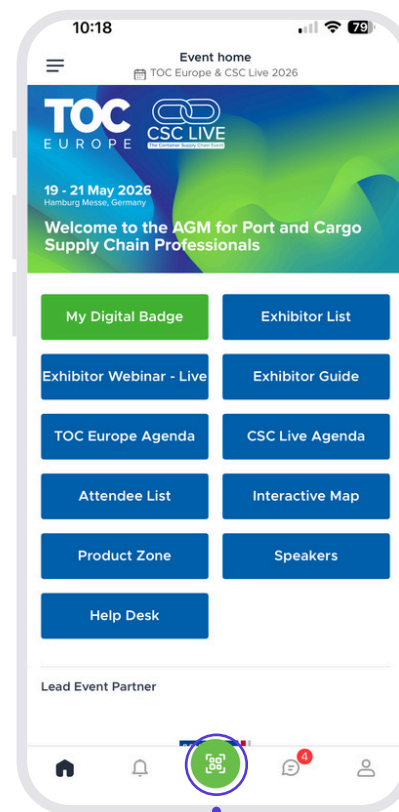 10:18
79
Event home
TOC Europe & CSC Live 2026
TOC
EUROPE
CSC LIVE
The Container Supply Chain Event
19 - 21 May 2026
Hamburg Messe, Germany
Welcome to the AGM for Port and Cargo
Supply Chain Professionals
My Digital Badge
Exhibitor List
Exhibitor Webinar - Live
Exhibitor Guide
TOC Europe Agenda
CSC Live Agenda
Attendee List
Interactive Map
Product Zone
Speakers
Help Desk
Lead Event Partner
4